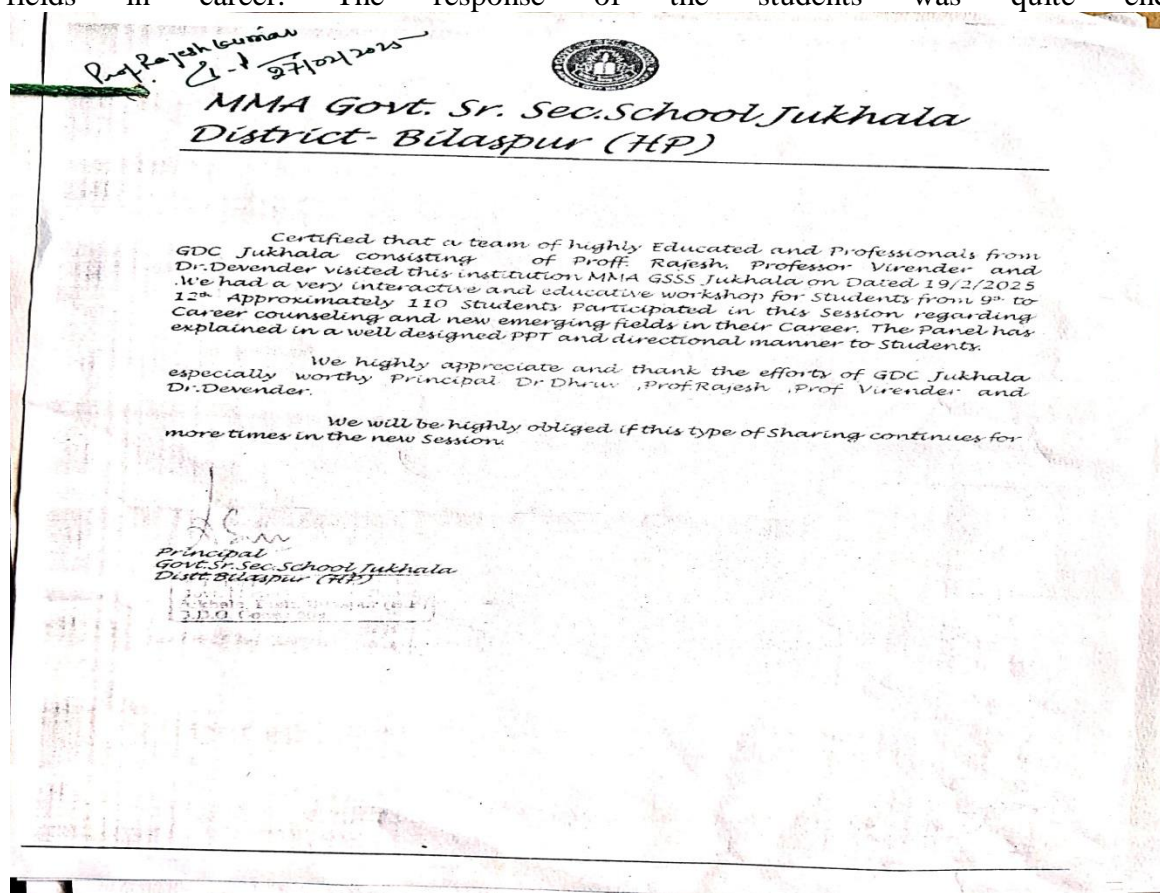 fields in career. The response of the students was quite
Prof. Rajesh Kumar
27/02/2025
MMA Govt. Sr. Sec.School,Jukhala
District- Bilaspur (HP)
Certified that a team of highly Educated and Professionals from
GDC Jukhala consisting of Proff. Rajesh, Professor Virender and
Dr.Devender visited this institution MMA GSSS Jukhala on Dated 19/2/2025
.We had a very interactive and educative workshop for Students from 9th to
12th Approximately 110 Students Participated in this Session regarding
Career counseling and new emerging fields in their Career. The Panel has
explained in a well designed PPT and directional manner to Students.
We highly appreciate and thank the efforts of GDC Jukhala
especially worthy Principal Dr Dhruv ,Prof.Rajesh ,Prof Virender and
Dr.Devender.
We will be highly obliged if this type of Sharing continues for
more times in the new Session.
Principal
Govt.Sr.Sec.School,Jukhala
Distt.Bilaspur (HP)